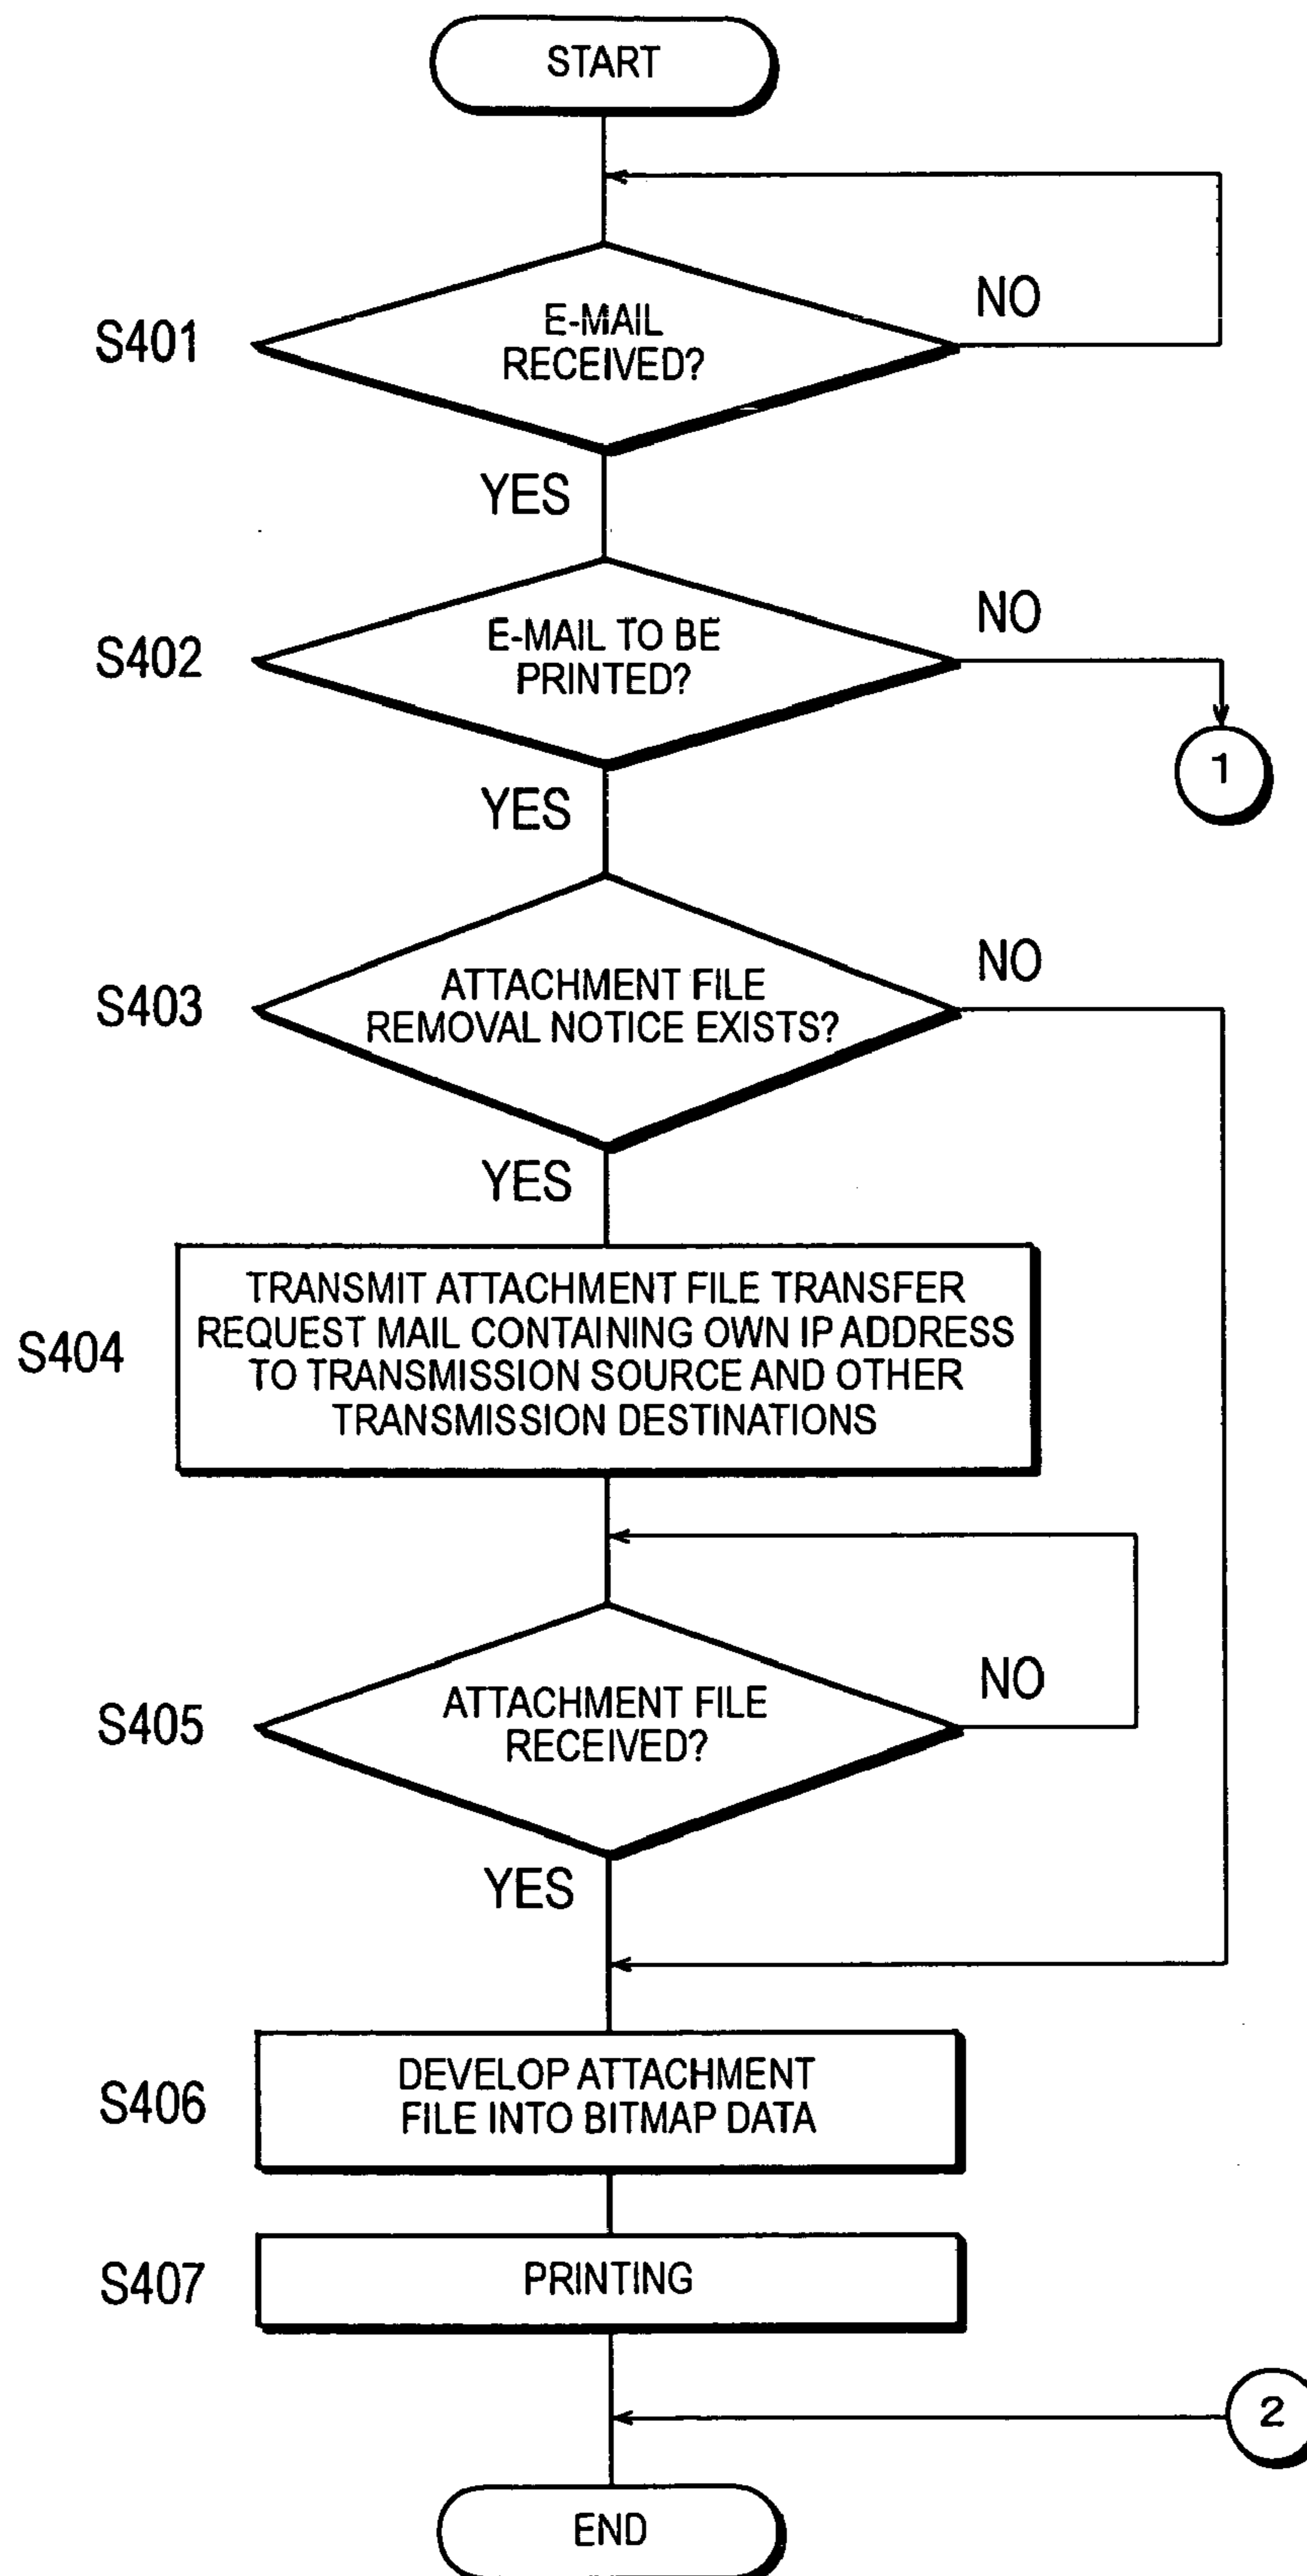 START
NO
S401
E-MAIL
RECEIVED?
YES
NO
S402
E-MAIL TO BE
PRINTED?
1
YES
NO
S403
ATTACHMENT FILE
REMOVAL NOTICE EXISTS?
YES
S404
TRANSMIT ATTACHMENT FILE TRANSFER
REQUEST MAIL CONTAINING OWN IP ADDRESS
TO TRANSMISSION SOURCE AND OTHER
TRANSMISSION DESTINATIONS
NO
S405
ATTACHMENT FILE
RECEIVED?
YES
S406
DEVELOP ATTACHMENT
FILE INTO BITMAP DATA
S407
PRINTING
2
END